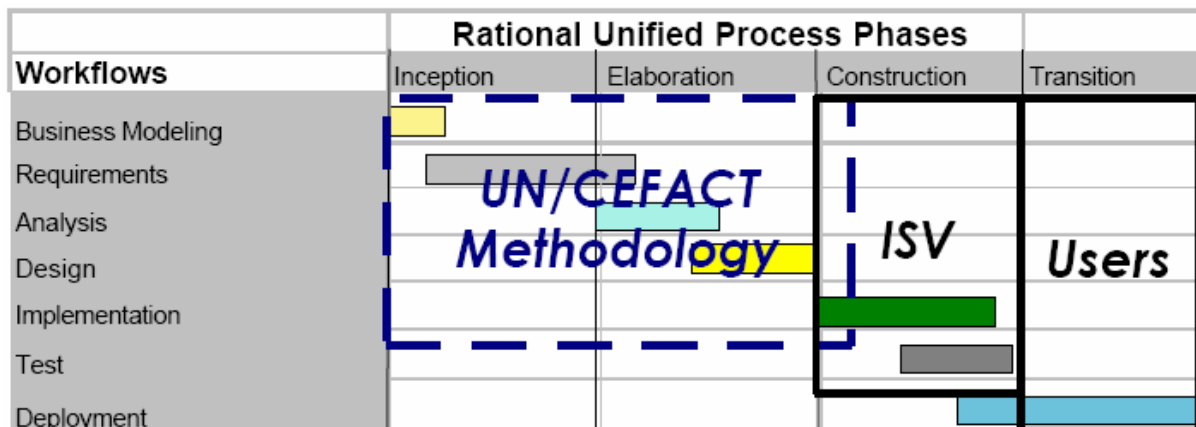 Rational Unified Process Phases
Workflows
Inception Elaboration Construction Transition
Business Modeling
Requirements
Analysis
Design
Implementation
Test
Deployment
UN/CEFACT
Methodology
ISV
Users